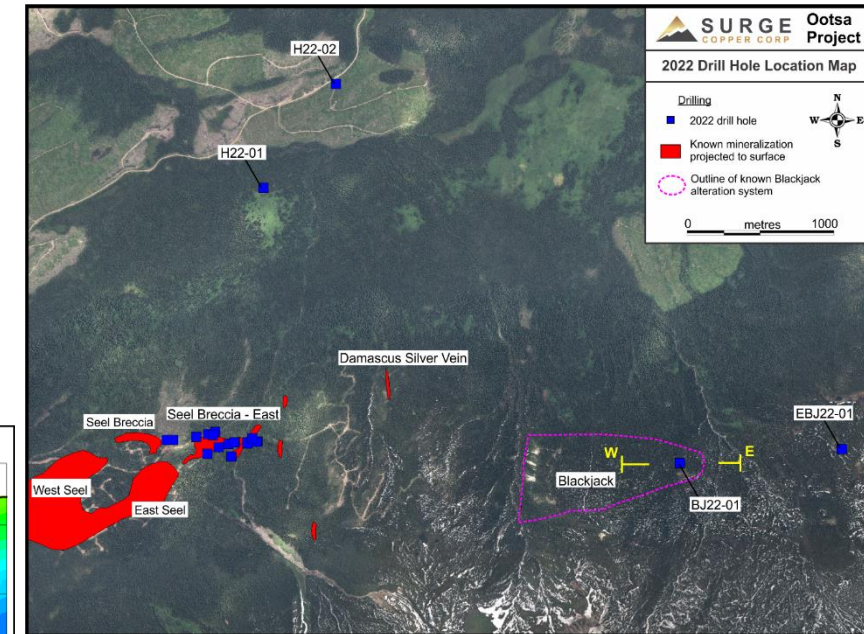 SURGE
COPPER CORP
Ootsa
Project
2022 Drill Hole Location Map
Drilling
2022 drill hole
Known mineralization
projected to surface
Outline of known Blackjack
alteration system
N
W
E
S
0 metres 1000
H22-02
H22-01
Damascus Silver Vein
Seel Breccia
Seel Breccia - East
EBJ22-01
W
E
West Seel
Blackjack
East Seel
BJ22-01